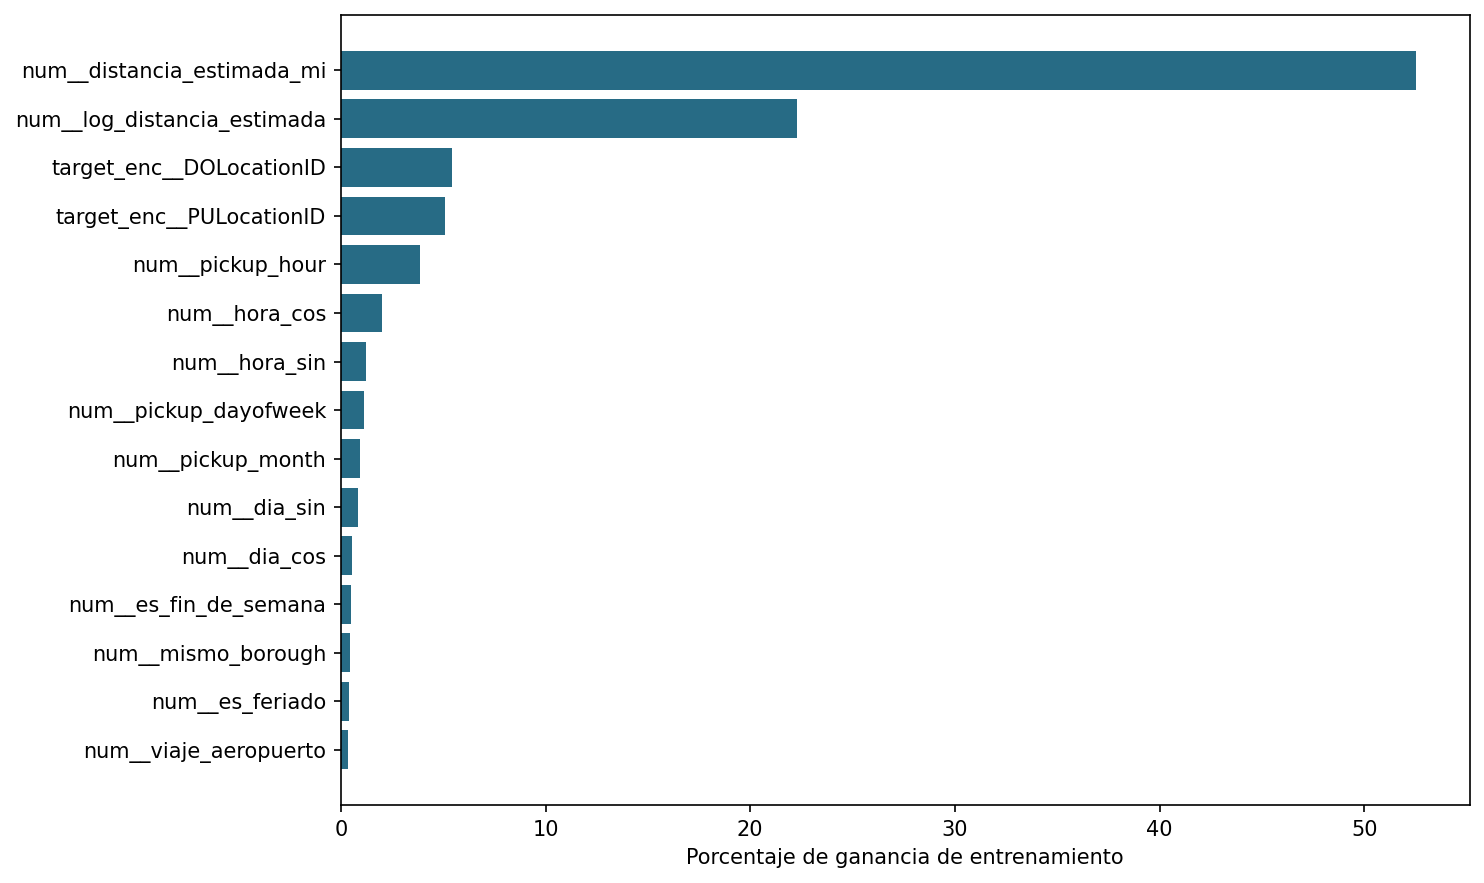 num__distancia_estimada_mi
num__log_distancia_estimada
target_enc__DOLocationID
target_enc__PULocationID
num__pickup_hour
num__hora_cos
num__hora_sin
num__pickup_dayofweek
num__pickup_month
num__dia_sin
num__dia_cos
num__es_fin_de_semana
num__mismo_borough
num__es_feriado
num__viaje_aeropuerto
0 10 20 30 40 50
Porcentaje de ganancia de entrenamiento